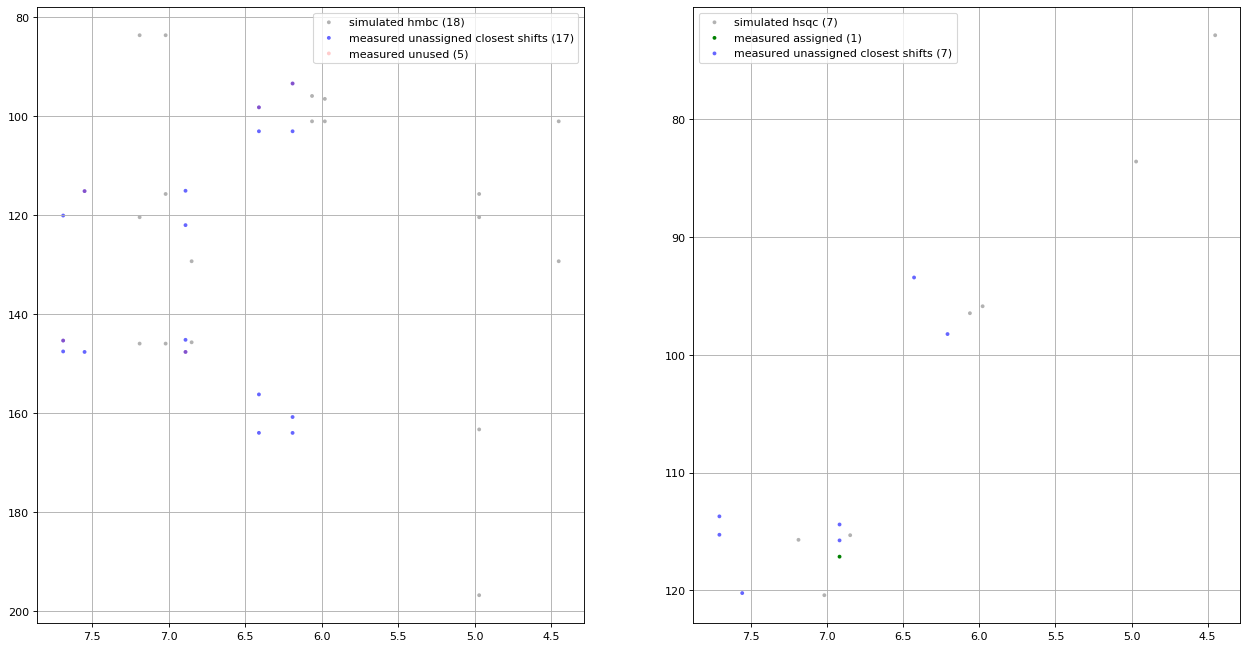 simulated hmbc (18)
measured unassigned closest shifts (17)
measured unused (5)
80
100
120
140
160
180
200
7.5 7.0 6.5 6.0 5.5 5.0 4.5
simulated hsqc (7)
measured assigned (1)
measured unassigned closest shifts (7)
80
90
100
110
120
7.5 7.0 6.5 6.0 5.5 5.0 4.5